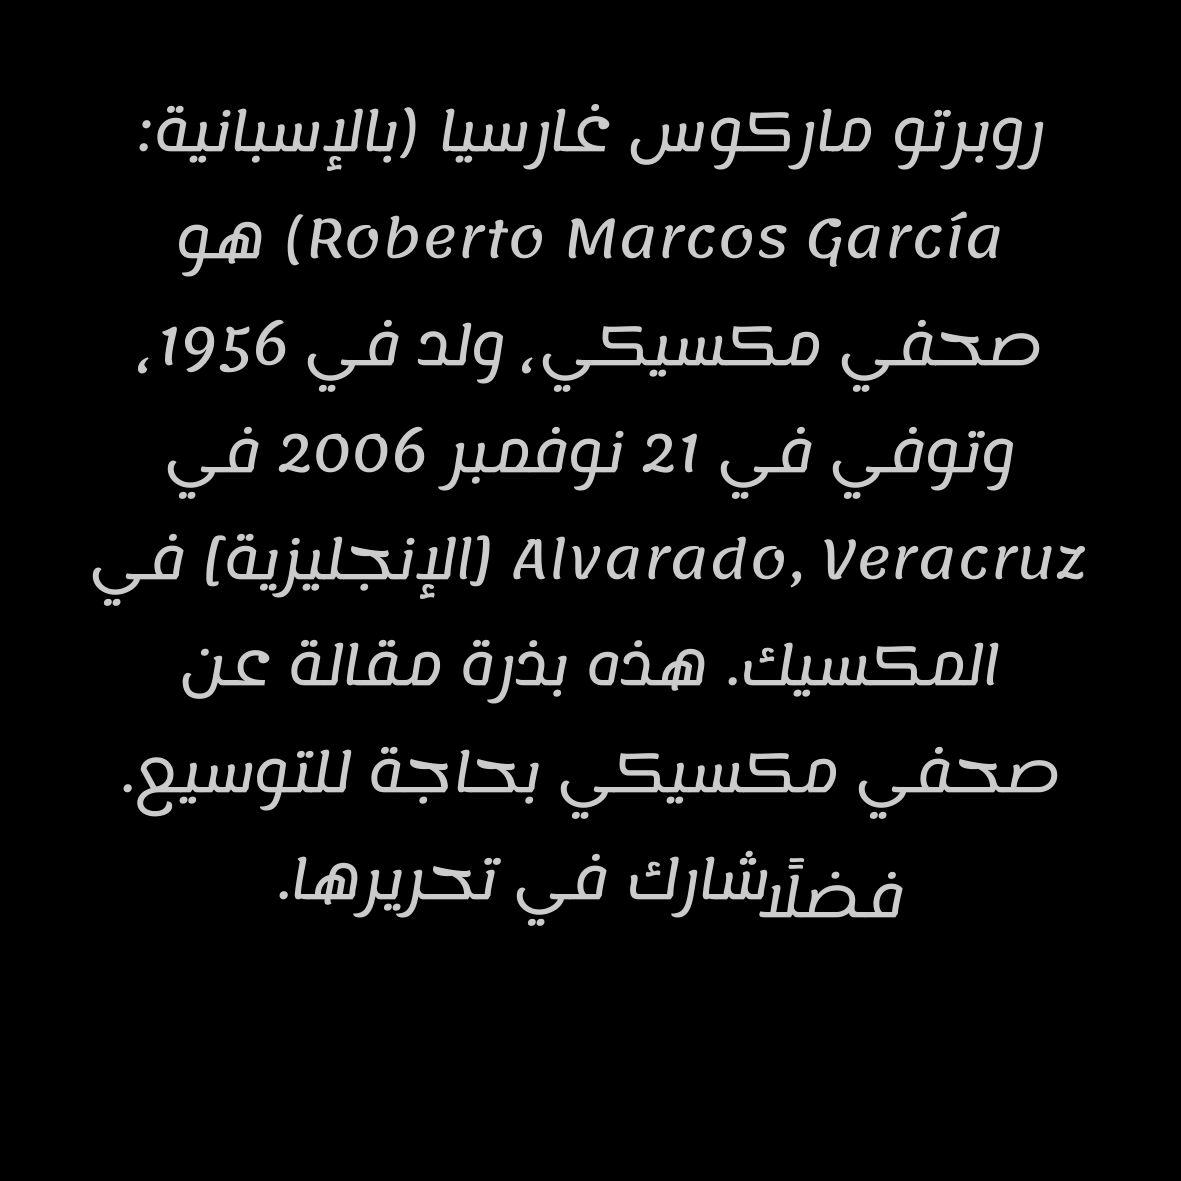 روبرتو ماركوس غارسيا (بالإسبانية:
Roberto Marcos García) هو
صحفي مكسيكي، ولد في 1956،
وتوفي في 21 نوفمبر 2006 في
Alvarado, Veracruz [الإنجليزية] في
المكسيك. هذه بذرة مقالة عن
صحفي مكسيكي بحاجة للتوسيع.
فضلًا شارك في تحريرها.